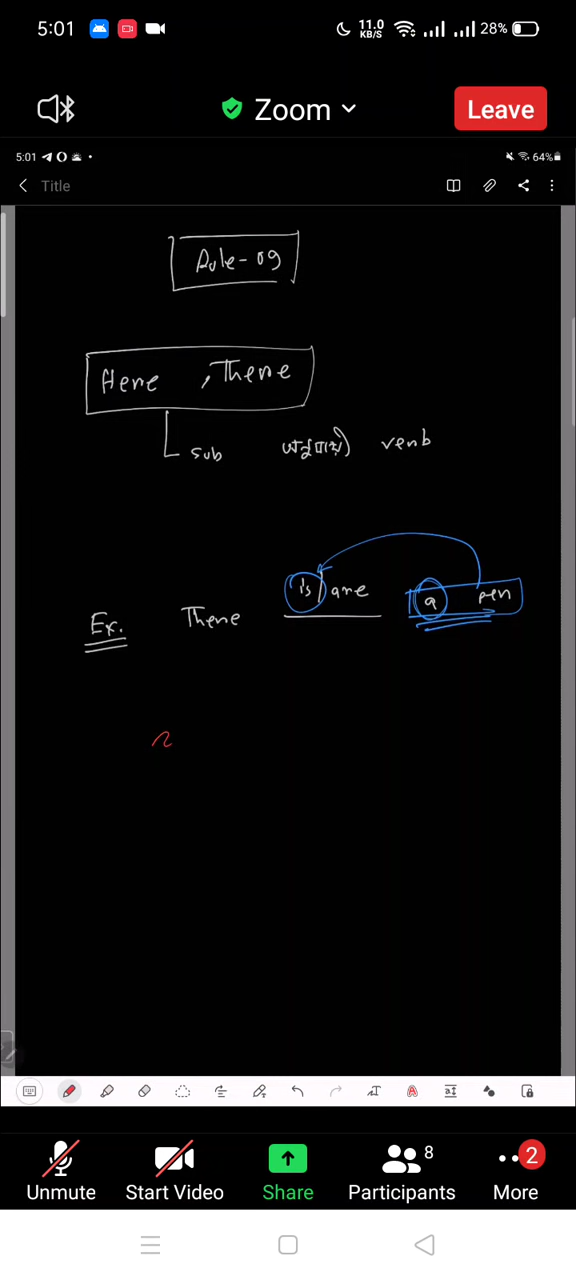 5:01 11.0 KB/S 28%
Zoom Leave
5:01 64%
Title
Rule-09
Here , There
sub অনুযায়ী verb
Ex. There is/are a pen
Unmute Start Video Share Participants 8 More 2